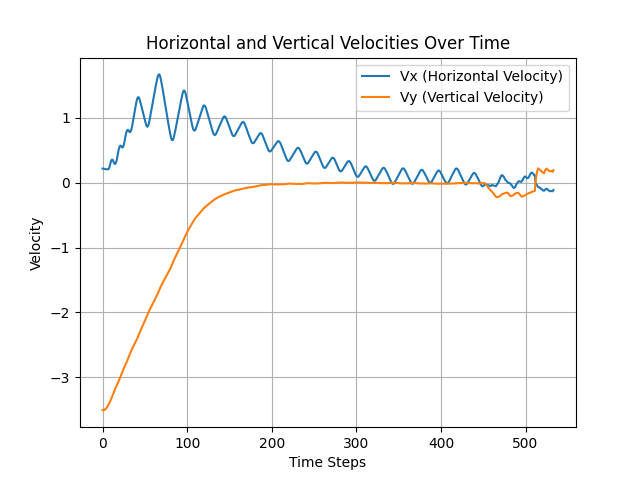 Horizontal and Vertical Velocities Over Time
Vx (Horizontal Velocity)
Vy (Vertical Velocity)
Velocity
1
0
−1
−2
−3
0 100 200 300 400 500
Time Steps